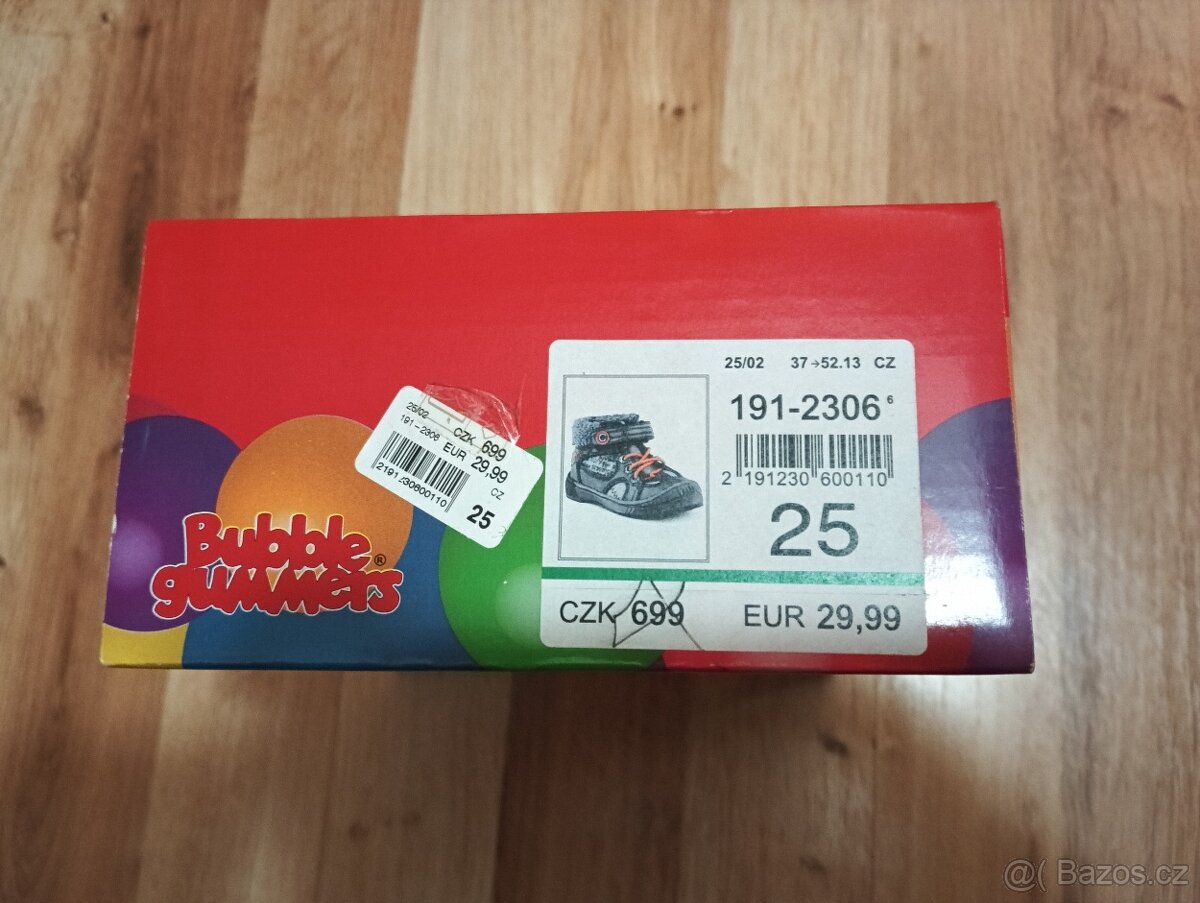 25/02 37→52.13 CZ
191-2306 6
2 191230 600110
25
CZK 699 EUR 29,99
25/02
CZK 699
191-2306
EUR 29,99
CZ
25
Bubble
gummers®
@( Bazos.cz